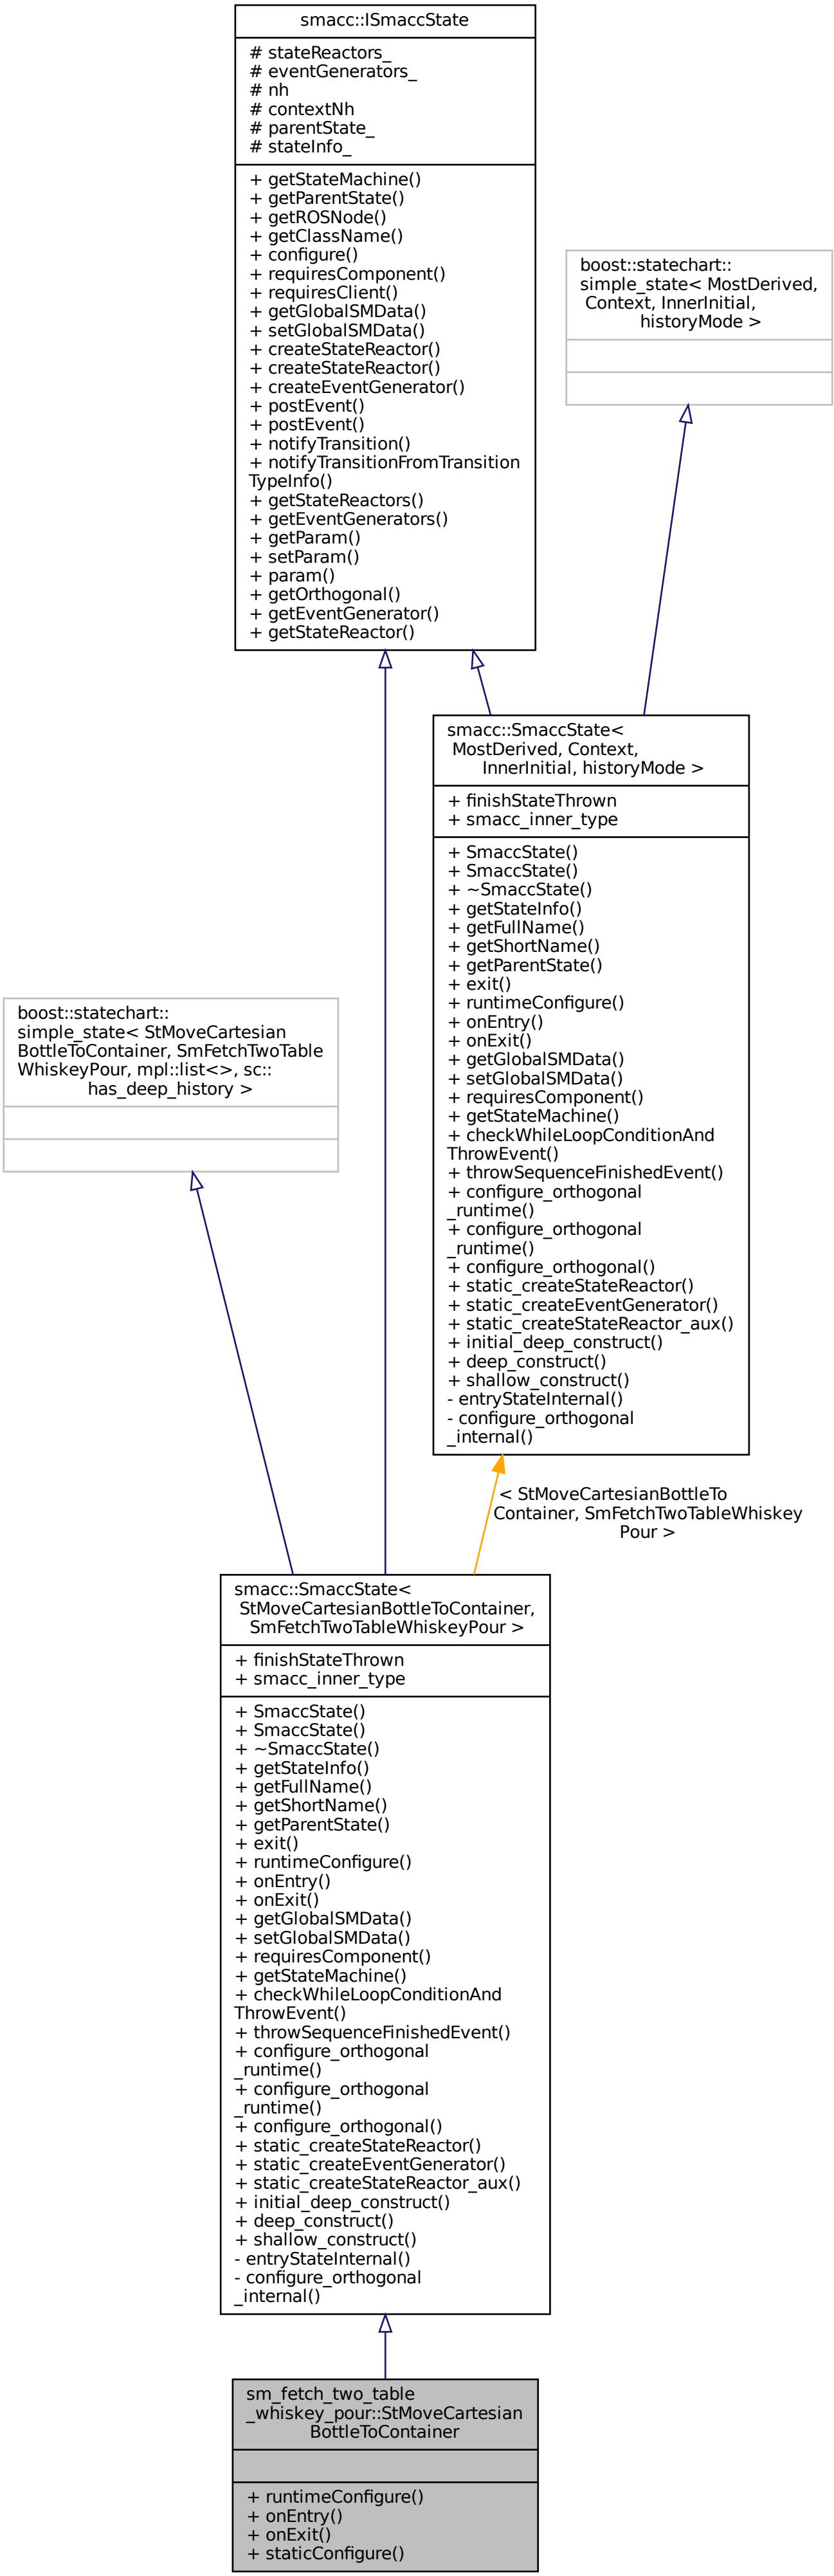 smacc::ISmaccState
# stateReactors_
# eventGenerators_
# nh
# contextNh
# parentState_
# stateInfo_
+ getStateMachine()
+ getParentState()
+ getROSNode()
+ getClassName()
+ configure()
+ requiresComponent()
+ requiresClient()
+ getGlobalSMData()
+ setGlobalSMData()
+ createStateReactor()
+ createStateReactor()
+ createEventGenerator()
+ postEvent()
+ postEvent()
+ notifyTransition()
+ notifyTransitionFromTransition
TypeInfo()
+ getStateReactors()
+ getEventGenerators()
+ getParam()
+ setParam()
+ param()
+ getOrthogonal()
+ getEventGenerator()
+ getStateReactor()
boost::statechart::
simple_state< MostDerived,
Context, InnerInitial,
historyMode >
smacc::SmaccState<
MostDerived, Context,
InnerInitial, historyMode >
+ finishStateThrown
+ smacc_inner_type
+ SmaccState()
+ SmaccState()
+ ~SmaccState()
+ getStateInfo()
+ getFullName()
+ getShortName()
+ getParentState()
+ exit()
+ runtimeConfigure()
+ onEntry()
+ onExit()
+ getGlobalSMData()
+ setGlobalSMData()
+ requiresComponent()
+ getStateMachine()
+ checkWhileLoopConditionAnd
ThrowEvent()
+ throwSequenceFinishedEvent()
+ configure_orthogonal
_runtime()
+ configure_orthogonal
_runtime()
+ configure_orthogonal()
+ static_createStateReactor()
+ static_createEventGenerator()
+ static_createStateReactor_aux()
+ initial_deep_construct()
+ deep_construct()
+ shallow_construct()
- entryStateInternal()
- configure_orthogonal
_internal()
boost::statechart::
simple_state< StMoveCartesian
BottleToContainer, SmFetchTwoTable
WhiskeyPour, mpl::list<>, sc::
has_deep_history >
< StMoveCartesianBottleTo
Container, SmFetchTwoTableWhiskey
Pour >
smacc::SmaccState<
StMoveCartesianBottleToContainer,
SmFetchTwoTableWhiskeyPour >
+ finishStateThrown
+ smacc_inner_type
+ SmaccState()
+ SmaccState()
+ ~SmaccState()
+ getStateInfo()
+ getFullName()
+ getShortName()
+ getParentState()
+ exit()
+ runtimeConfigure()
+ onEntry()
+ onExit()
+ getGlobalSMData()
+ setGlobalSMData()
+ requiresComponent()
+ getStateMachine()
+ checkWhileLoopConditionAnd
ThrowEvent()
+ throwSequenceFinishedEvent()
+ configure_orthogonal
_runtime()
+ configure_orthogonal
_runtime()
+ configure_orthogonal()
+ static_createStateReactor()
+ static_createEventGenerator()
+ static_createStateReactor_aux()
+ initial_deep_construct()
+ deep_construct()
+ shallow_construct()
- entryStateInternal()
- configure_orthogonal
_internal()
sm_fetch_two_table
_whiskey_pour::StMoveCartesian
BottleToContainer
+ runtimeConfigure()
+ onEntry()
+ onExit()
+ staticConfigure()